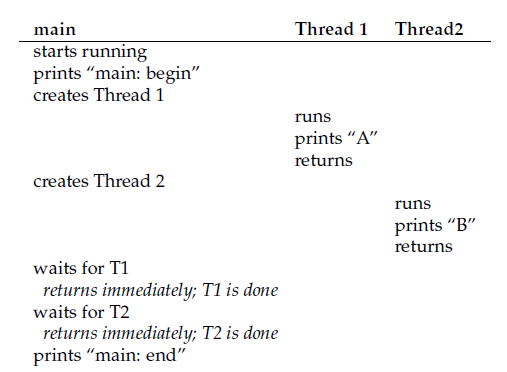 main Thread 1 Thread2
starts running
prints “main: begin”
creates Thread 1
runs
prints “A”
returns
creates Thread 2
runs
prints “B”
returns
waits for T1
returns immediately; T1 is done
waits for T2
returns immediately; T2 is done
prints “main: end”